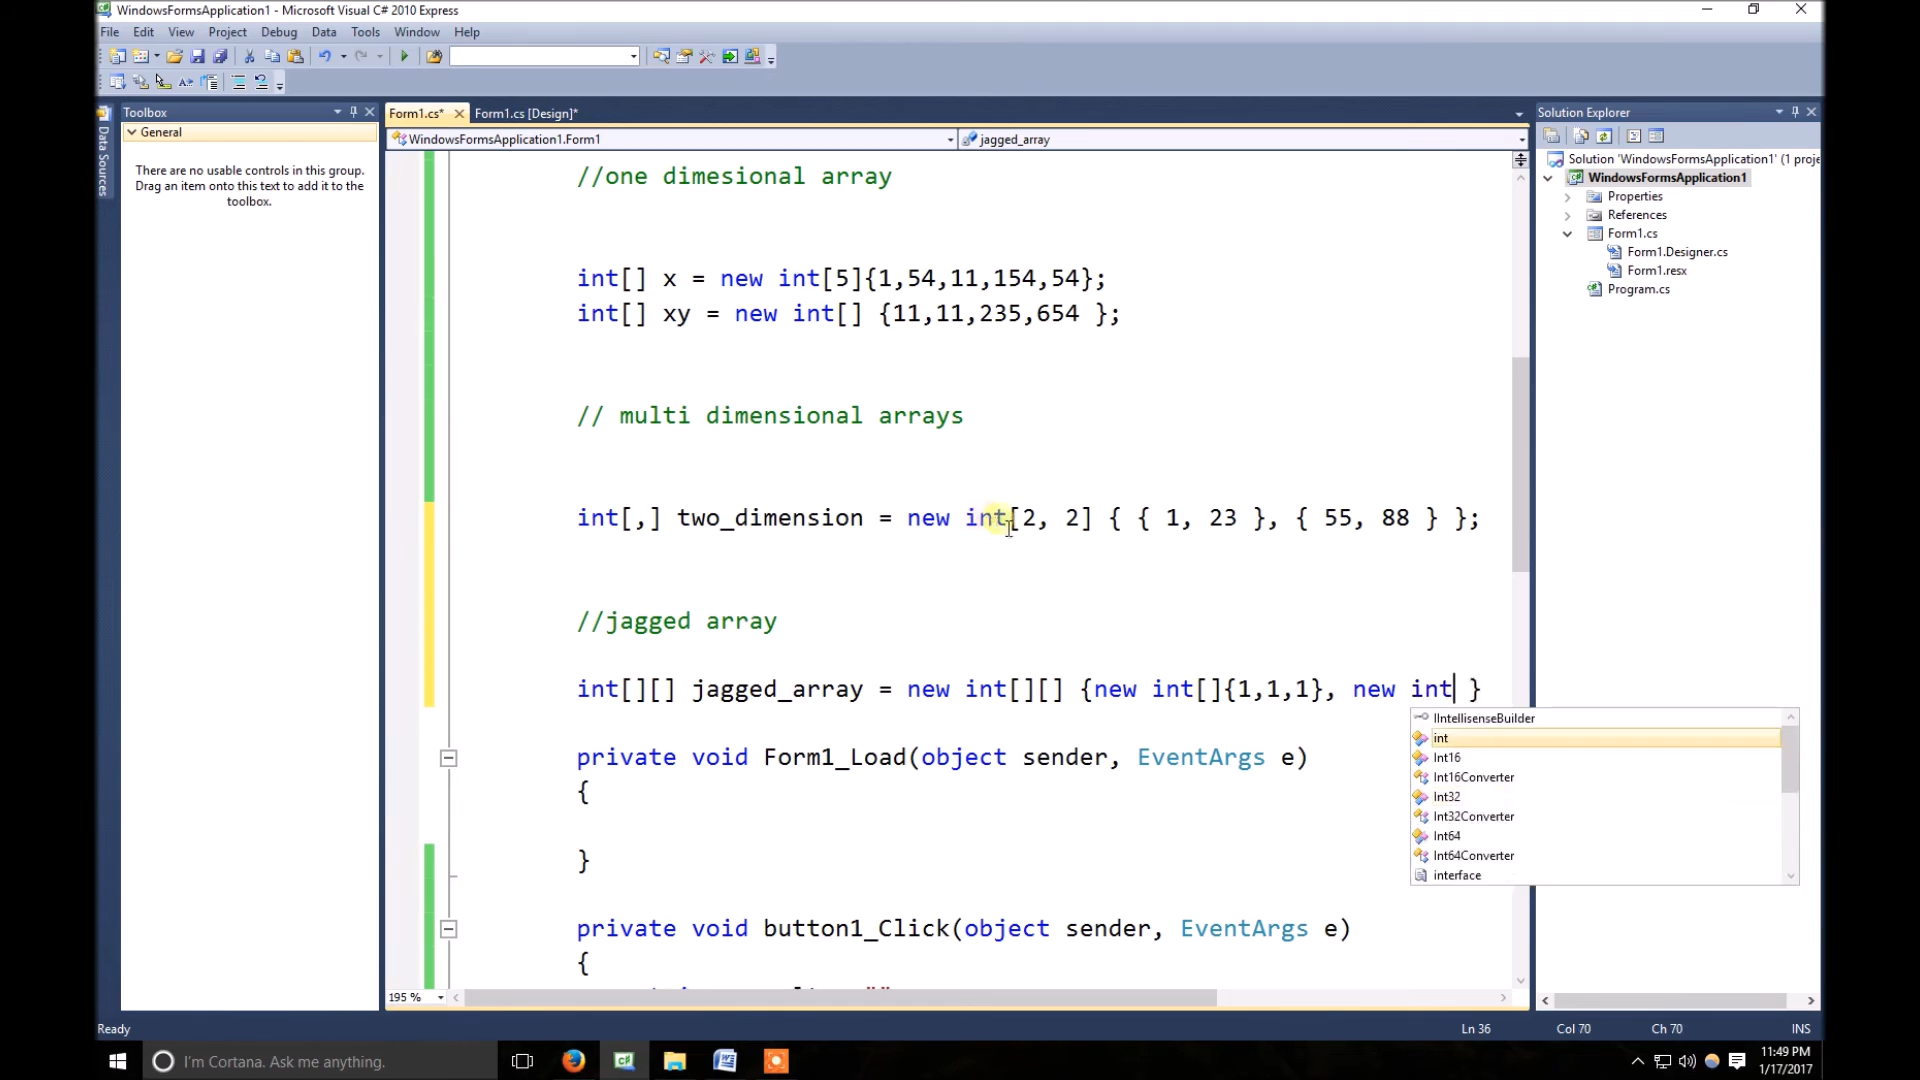 WindowsFormsApplication1 - Microsoft Visual C# 2010 Express
File Edit View Project Debug Data Tools Window Help
Data Sources
Toolbox
General
There are no usable controls in this group.
Drag an item onto this text to add it to the
toolbox.
Form1.cs* Form1.cs [Design]*
WindowsFormsApplication1.Form1 jagged_array
//one dimesional array
int[] x = new int[5]{1,54,11,154,54};
int[] xy = new int[] {11,11,235,654 };
// multi dimensional arrays
int[,] two_dimension = new int[2, 2] { { 1, 23 }, { 55, 88 } };
//jagged array
int[][] jagged_array = new int[][] {new int[]{1,1,1}, new int }
IIntellisenseBuilder
int
Int16
Int16Converter
Int32
Int32Converter
Int64
Int64Converter
interface
private void Form1_Load(object sender, EventArgs e)
{
}
private void button1_Click(object sender, EventArgs e)
{
195 %
Solution Explorer
Solution 'WindowsFormsApplication1' (1 proje
WindowsFormsApplication1
Properties
References
Form1.cs
Form1.Designer.cs
Form1.resx
Program.cs
Ready Ln 36 Col 70 Ch 70 INS
I'm Cortana. Ask me anything.
11:49 PM
1/17/2017